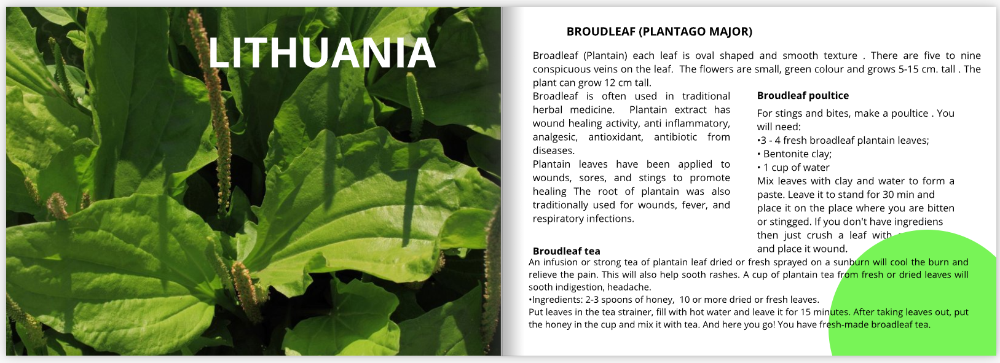 LITHUANIA
BROUDLEAF (PLANTAGO MAJOR)
Broadleaf (Plantain) each leaf is oval shaped and smooth texture . There are five to nine
conspicuous veins on the leaf. The flowers are small, green colour and grows 5-15 cm. tall . The
plant can grow 12 cm tall.
Broadleaf is often used in traditional
herbal medicine. Plantain extract has
wound healing activity, anti inflammatory,
analgesic, antioxidant, antibiotic from
diseases.
Plantain leaves have been applied to
wounds, sores, and stings to promote
healing The root of plantain was also
traditionally used for wounds, fever, and
respiratory infections.
Broudleaf poultice
For stings and bites, make a poultice . You
will need:
•3 - 4 fresh broadleaf plantain leaves;
• Bentonite clay;
• 1 cup of water
Mix leaves with clay and water to form a
paste. Leave it to stand for 30 min and
place it on the place where you are bitten
or stingged. If you don't have ingrediens
then just crush a leaf with
and place it wound.
Broudleaf tea
An infusion or strong tea of plantain leaf dried or fresh sprayed on a sunburn will cool the burn and
relieve the pain. This will also help sooth rashes. A cup of plantain tea from fresh or dried leaves will
sooth indigestion, headache.
•Ingredients: 2-3 spoons of honey, 10 or more dried or fresh leaves.
Put leaves in the tea strainer, fill with hot water and leave it for 15 minutes. After taking leaves out, put
the honey in the cup and mix it with tea. And here you go! You have fresh-made broadleaf tea.